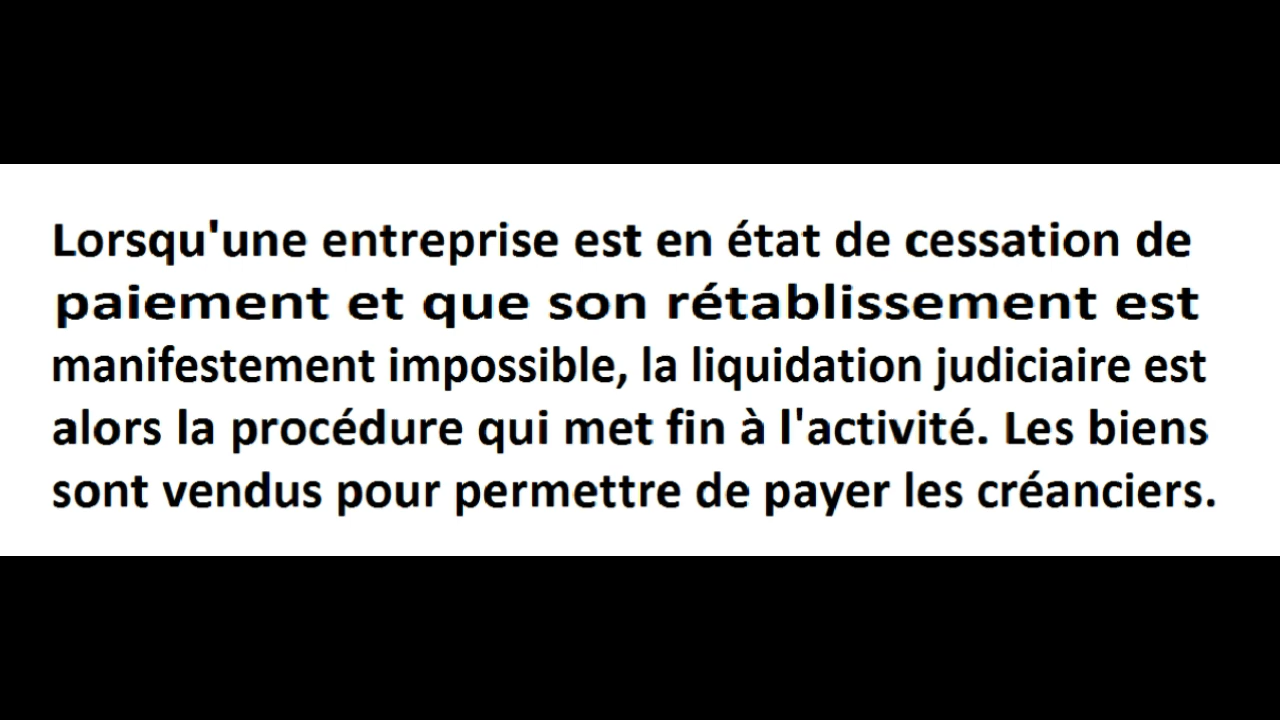 Lorsqu'une entreprise est en état de cessation de
paiement et que son rétablissement est
manifestement impossible, la liquidation judiciaire est
alors la procédure qui met fin à l'activité. Les biens
sont vendus pour permettre de payer les créanciers.